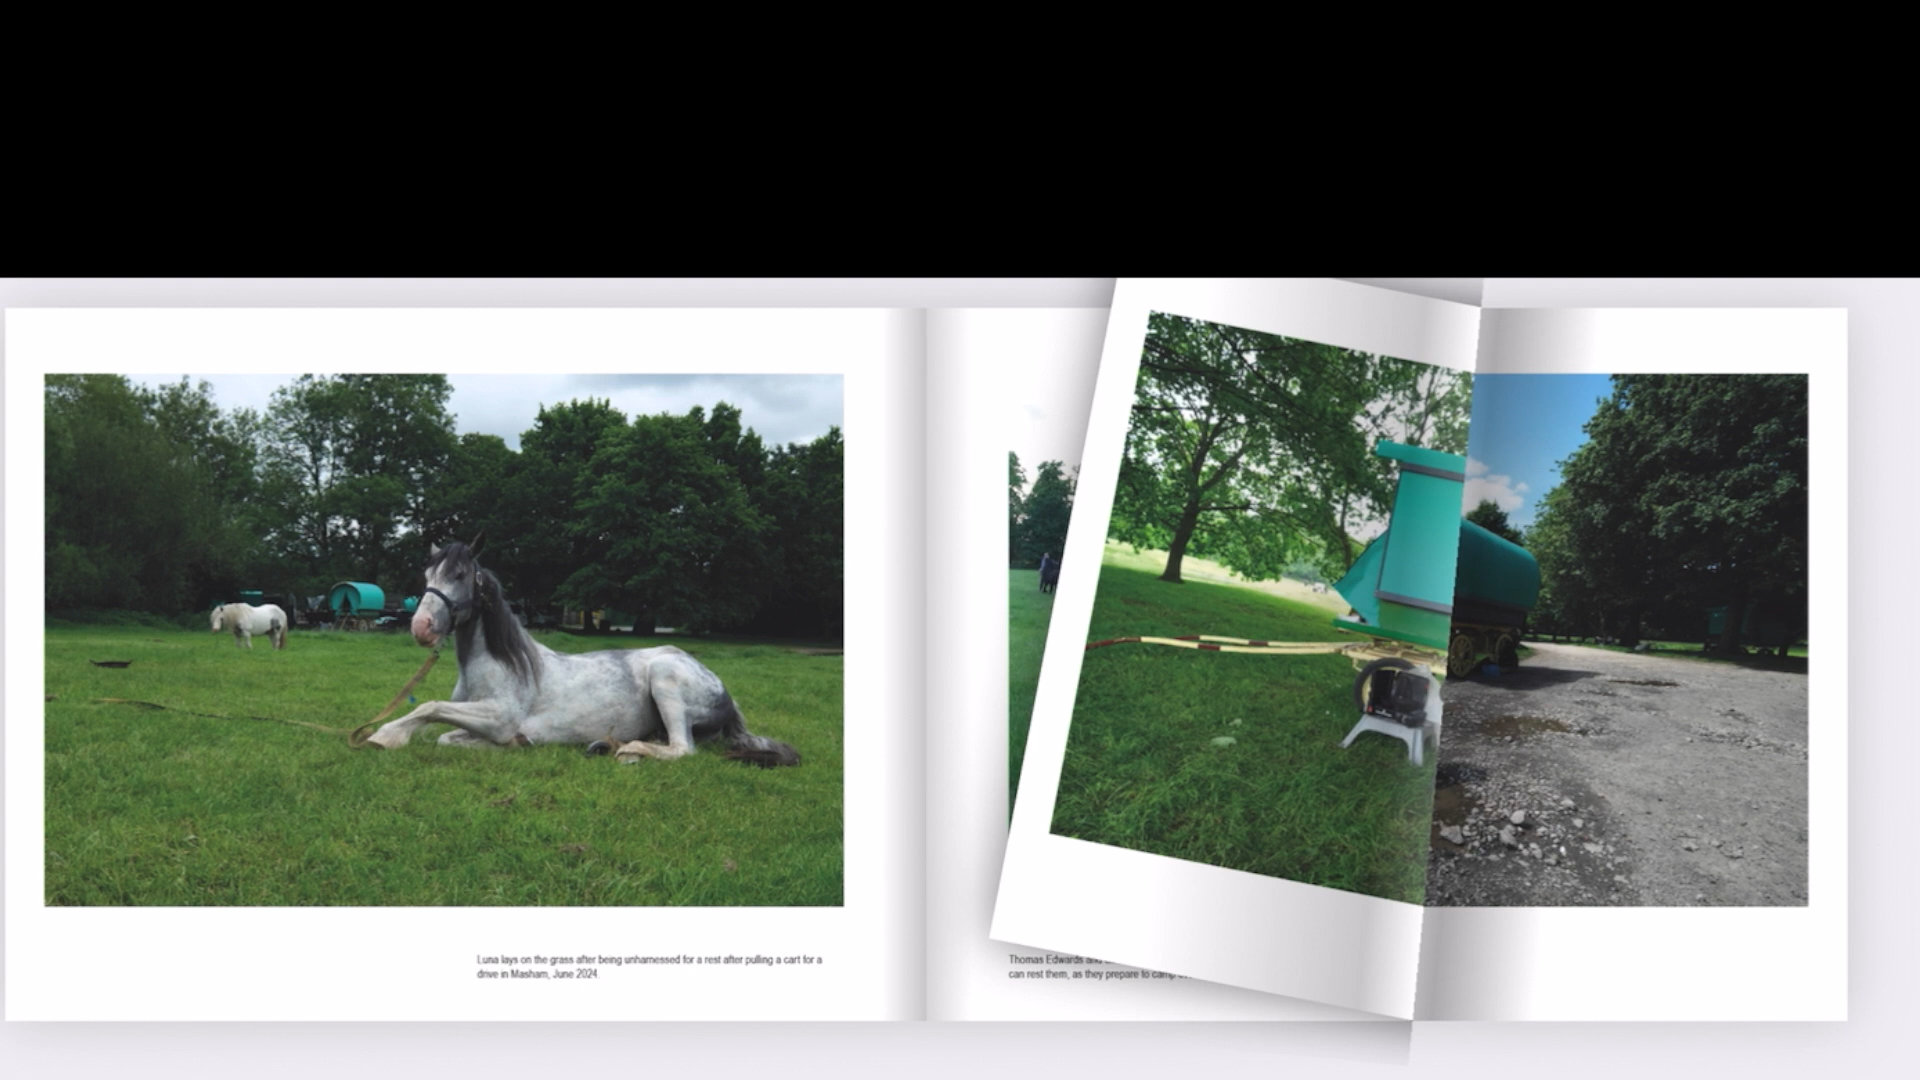 Luna lays on the grass after being unharnessed for a rest after pulling a cart for a
drive in Masham, June 2024.
Thomas Edwards and
can rest them, as they prepare to camp